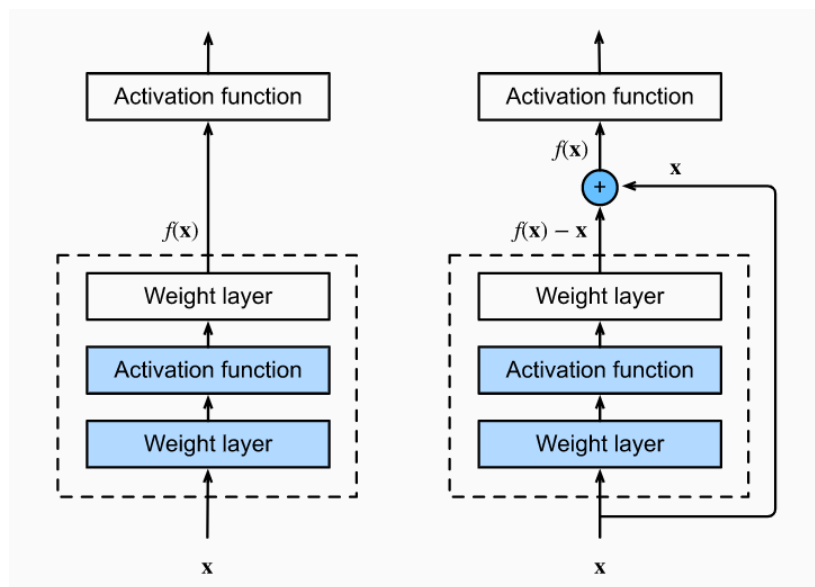 Activation function
f(x)
Weight layer
Activation function
Weight layer
x
Activation function
f(x)
x
+
f(x) − x
Weight layer
Activation function
Weight layer
x